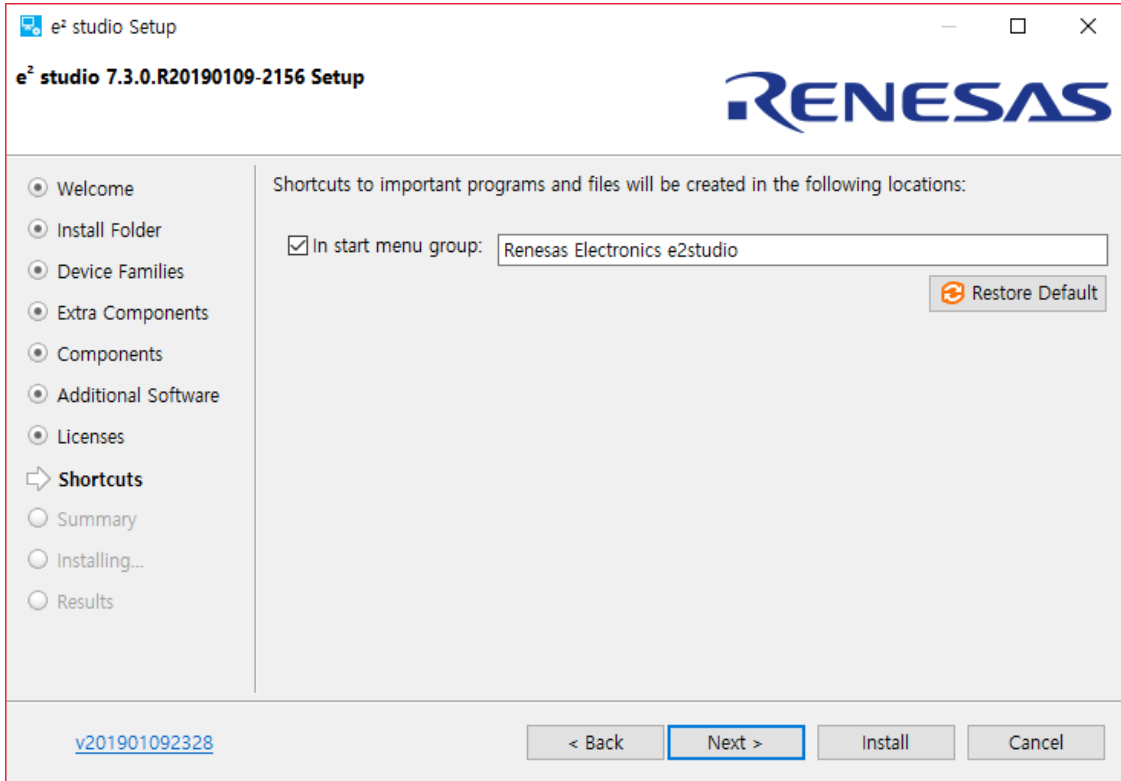 e² studio Setup
e² studio 7.3.0.R20190109-2156 Setup
RENESAS
Welcome
Install Folder
Device Families
Extra Components
Components
Additional Software
Licenses
Shortcuts
Summary
Installing...
Results
Shortcuts to important programs and files will be created in the following locations:
In start menu group: Renesas Electronics e2studio
Restore Default
v201901092328
< Back Next > Install Cancel